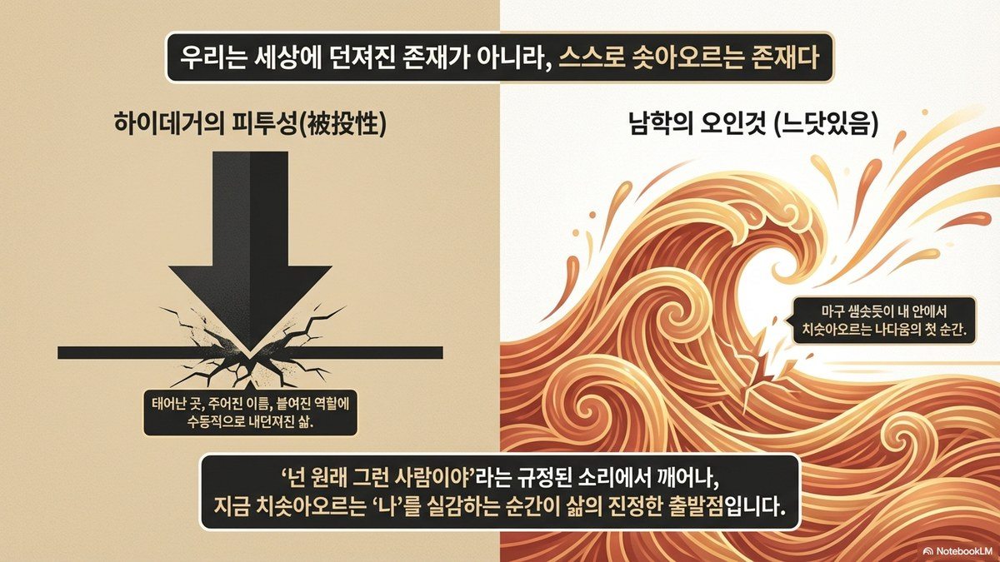 우리는 세상에 던져진 존재가 아니라, 스스로 솟아오르는 존재다
하이데거의 피투성(被投性)
태어난 곳, 주어진 이름, 붙여진 역할에
수동적으로 내던져진 삶.
남학의 오인것 (느닷있음)
마구 샘솟듯이 내 안에서
치솟아오르는 나다움의 첫 순간.
‘넌 원래 그런 사람이야’라는 규정된 소리에서 깨어나,
지금 치솟아오르는 ‘나’를 실감하는 순간이 삶의 진정한 출발점입니다.
NotebookLM